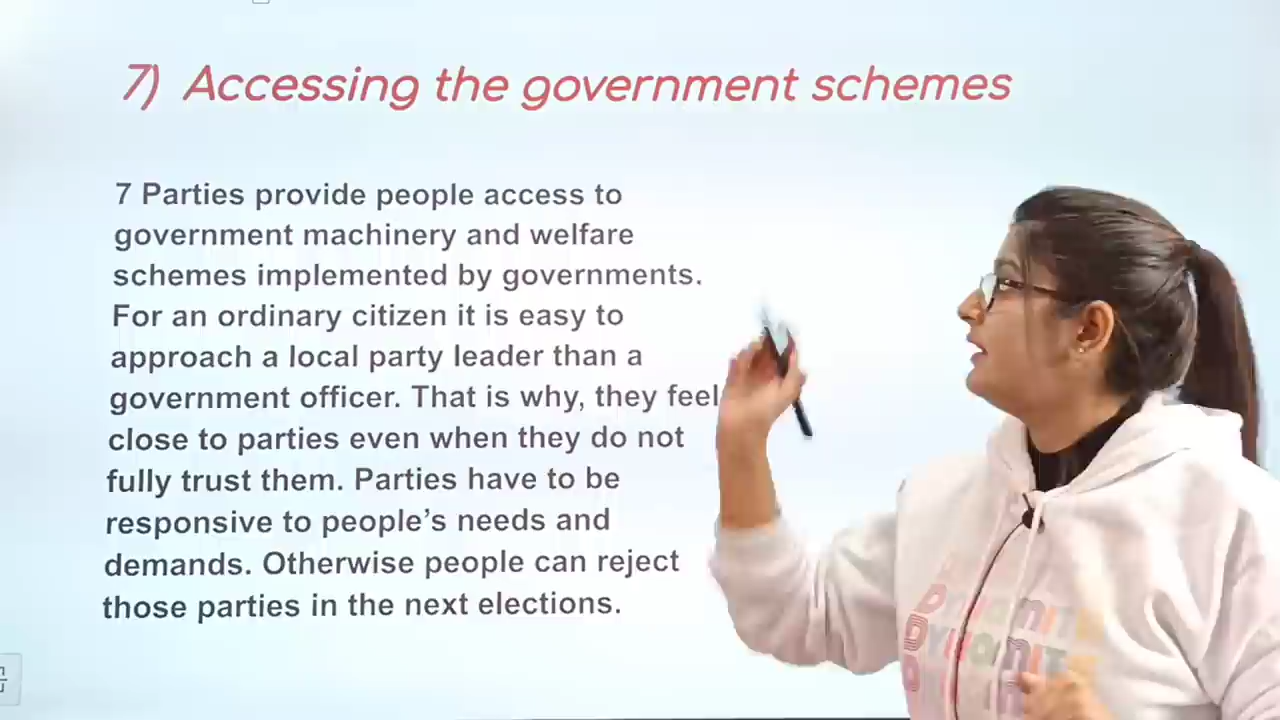 7) Accessing the government schemes
7 Parties provide people access to
government machinery and welfare
schemes implemented by governments.
For an ordinary citizen it is easy to
approach a local party leader than a
government officer. That is why, they feel
close to parties even when they do not
fully trust them. Parties have to be
responsive to people’s needs and
demands. Otherwise people can reject
those parties in the next elections.
DYNAMITE